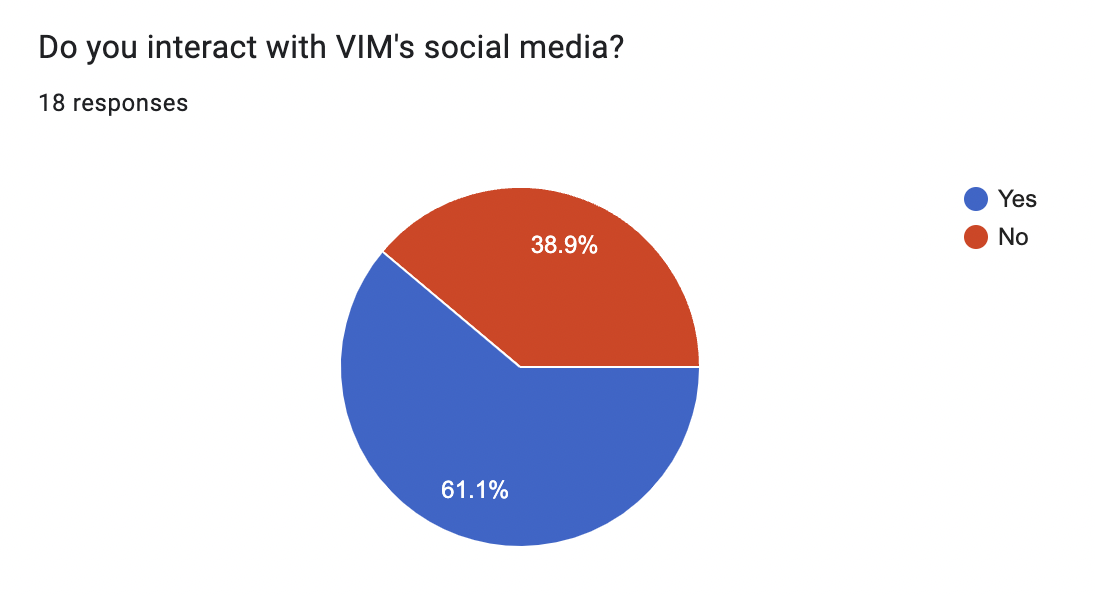 Do you interact with VIM's social media?
18 responses
Yes
No
38.9%
61.1%